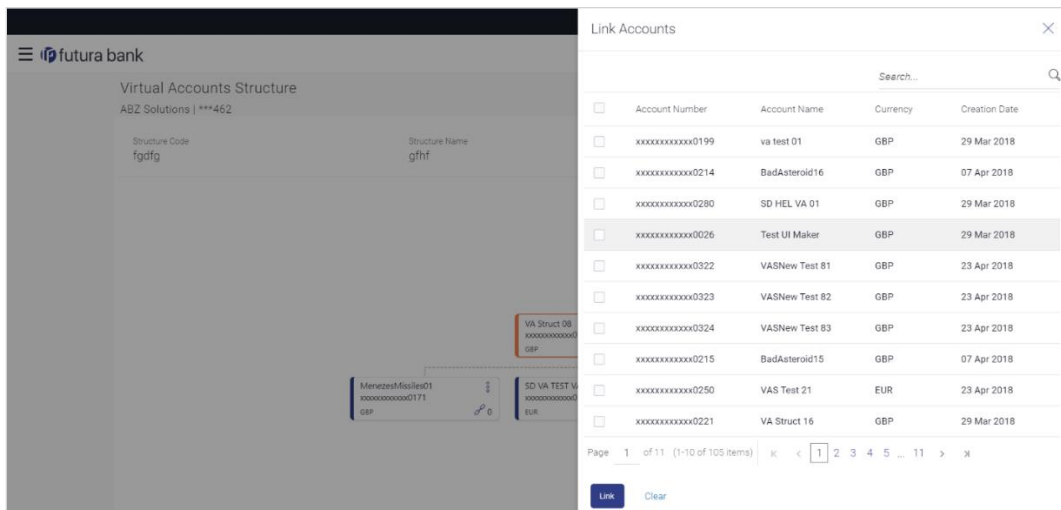 Link Accounts
futura bank
Virtual Accounts Structure
ABZ Solutions | ***462
Structure Code
Structure Name
fgdfg
gfhf
Search...
Account Number Account Name Currency Creation Date
xxxxxxxxxxxx0199 va test 01 GBP 29 Mar 2018
xxxxxxxxxxxx0214 BadAsteroid16 GBP 07 Apr 2018
xxxxxxxxxxxx0280 SD HEL VA 01 GBP 29 Mar 2018
xxxxxxxxxxxx0026 Test UI Maker GBP 29 Mar 2018
xxxxxxxxxxxx0322 VASNew Test 81 GBP 23 Apr 2018
xxxxxxxxxxxx0323 VASNew Test 82 GBP 23 Apr 2018
xxxxxxxxxxxx0324 VASNew Test 83 GBP 23 Apr 2018
xxxxxxxxxxxx0215 BadAsteroid15 GBP 07 Apr 2018
xxxxxxxxxxxx0250 VAS Test 21 EUR 23 Apr 2018
xxxxxxxxxxxx0221 VA Struct 16 GBP 29 Mar 2018
VA Struct 08
xxxxxxxxxxxx0
GBP
MenezesMissiles01
xxxxxxxxxxxx0171
GBP 0
SD VA TEST V
xxxxxxxxxxxx0
EUR
Page 1 of 11 (1-10 of 105 items) 1 2 3 4 5 ... 11
Link Clear